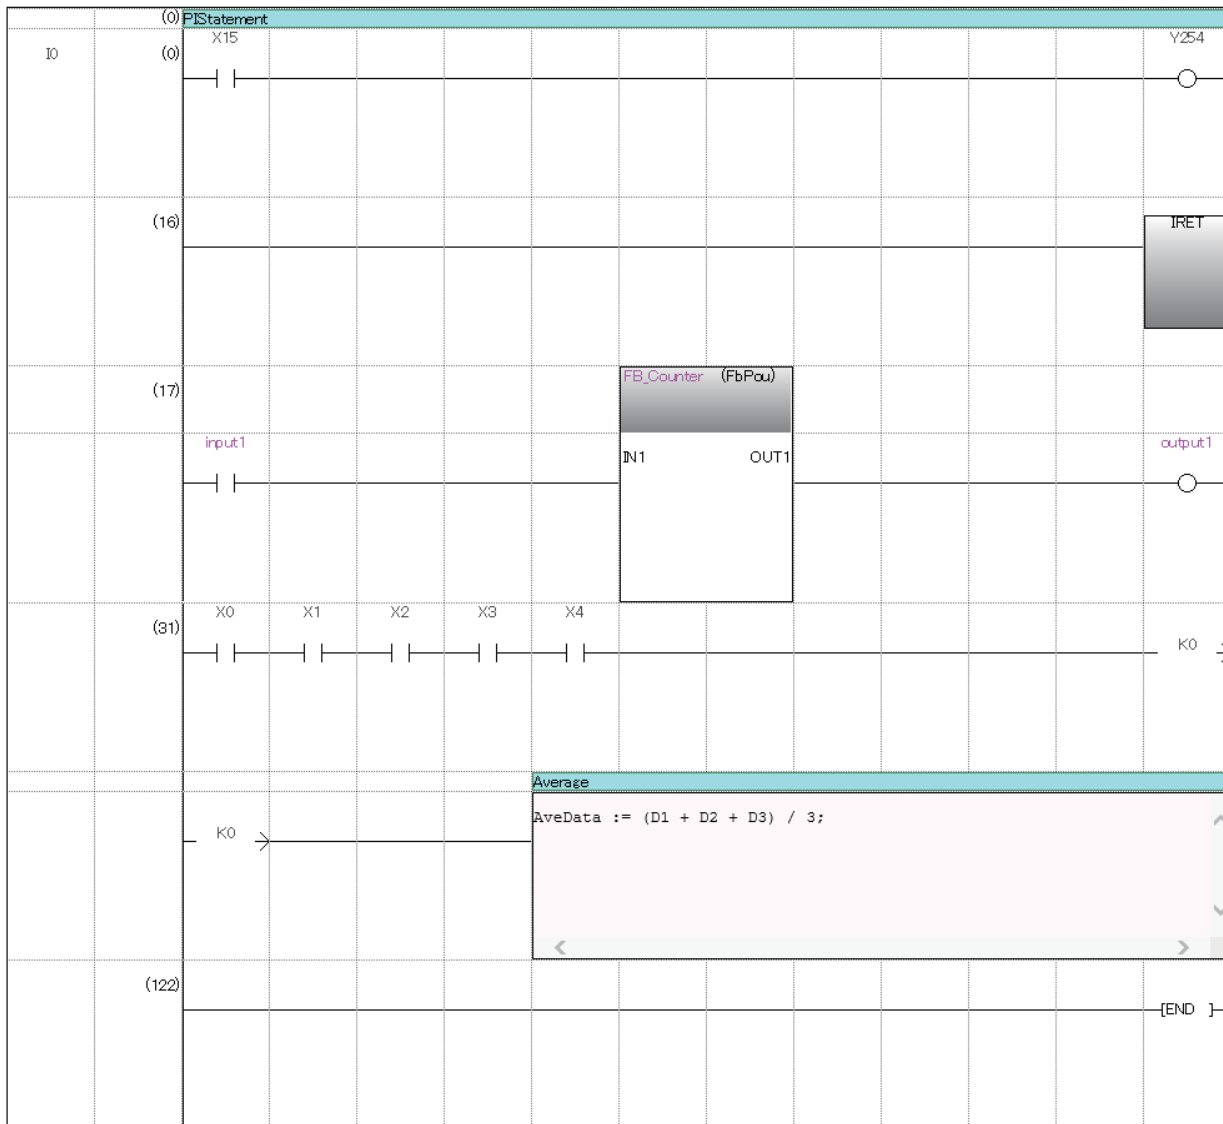 (0) PIStatement
X15 Y254
I0 (0)
(16) IRET
(17) FB_Counter (FbPou)
input1 output1
IN1 OUT1
X0 X1 X2 X3 X4
(31) K0
Average
AveData := (D1 + D2 + D3) / 3;
K0
(122)
[END ]